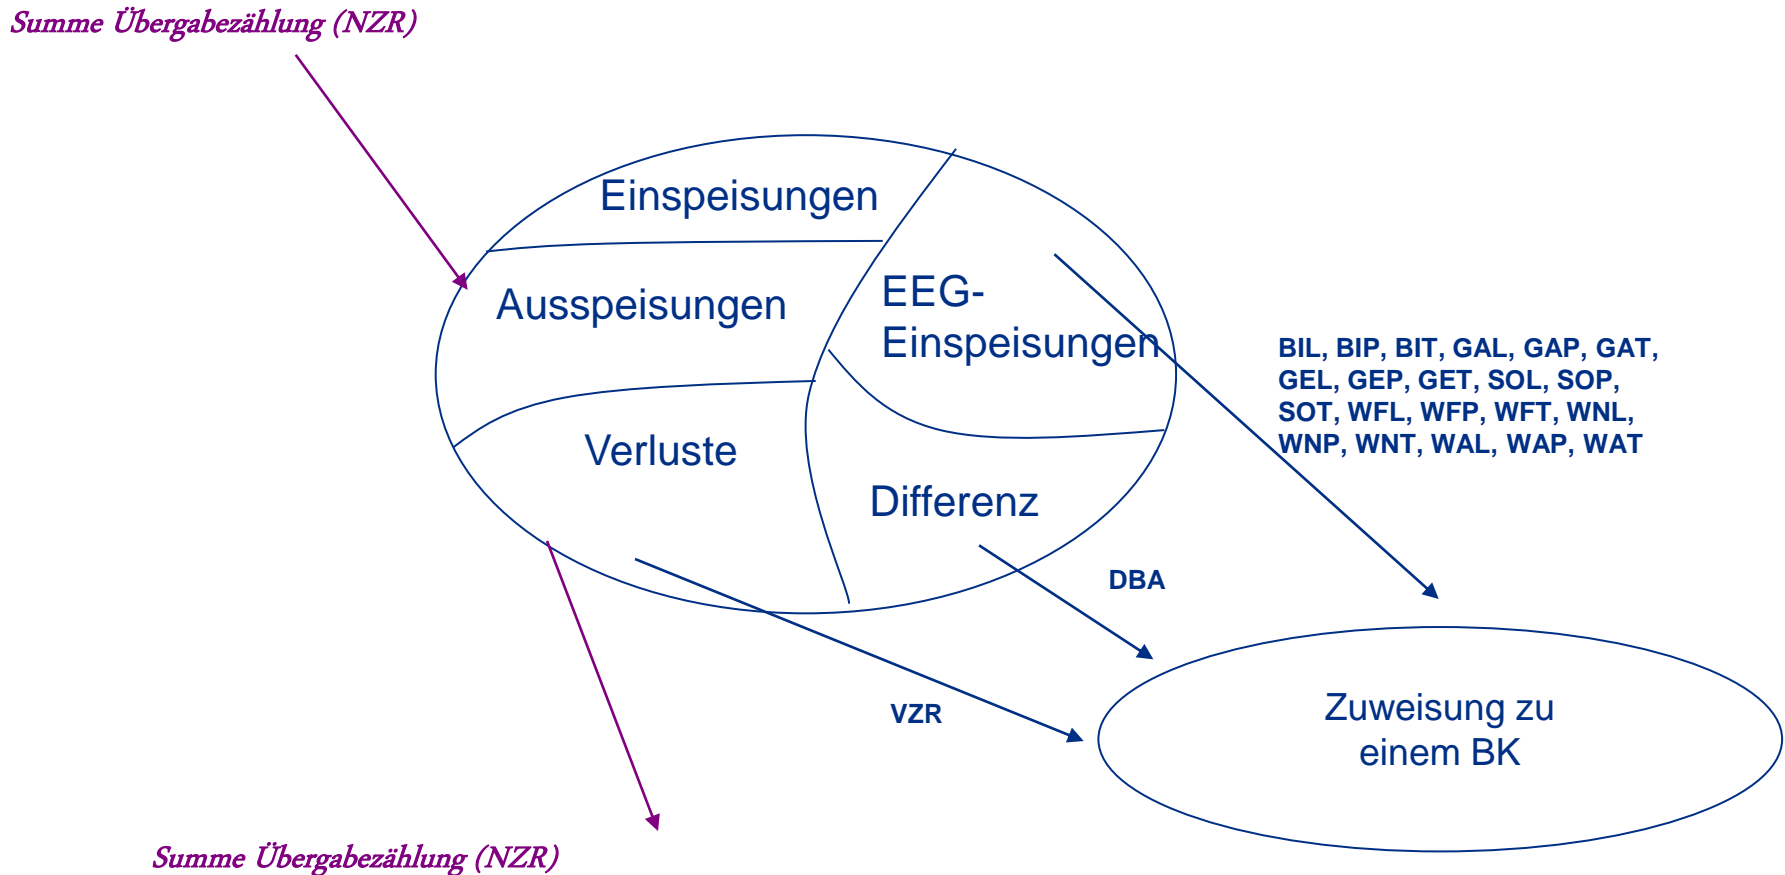 Summe Übergabezählung (NZR)
Einspeisungen
Ausspeisungen
EEG-
Einspeisungen
BIL, BIP, BIT, GAL, GAP, GAT,
GEL, GEP, GET, SOL, SOP,
SOT, WFL, WFP, WFT, WNL,
WNP, WNT, WAL, WAP, WAT
Verluste
Differenz
DBA
VZR
Zuweisung zu
einem BK
Summe Übergabezählung (NZR)